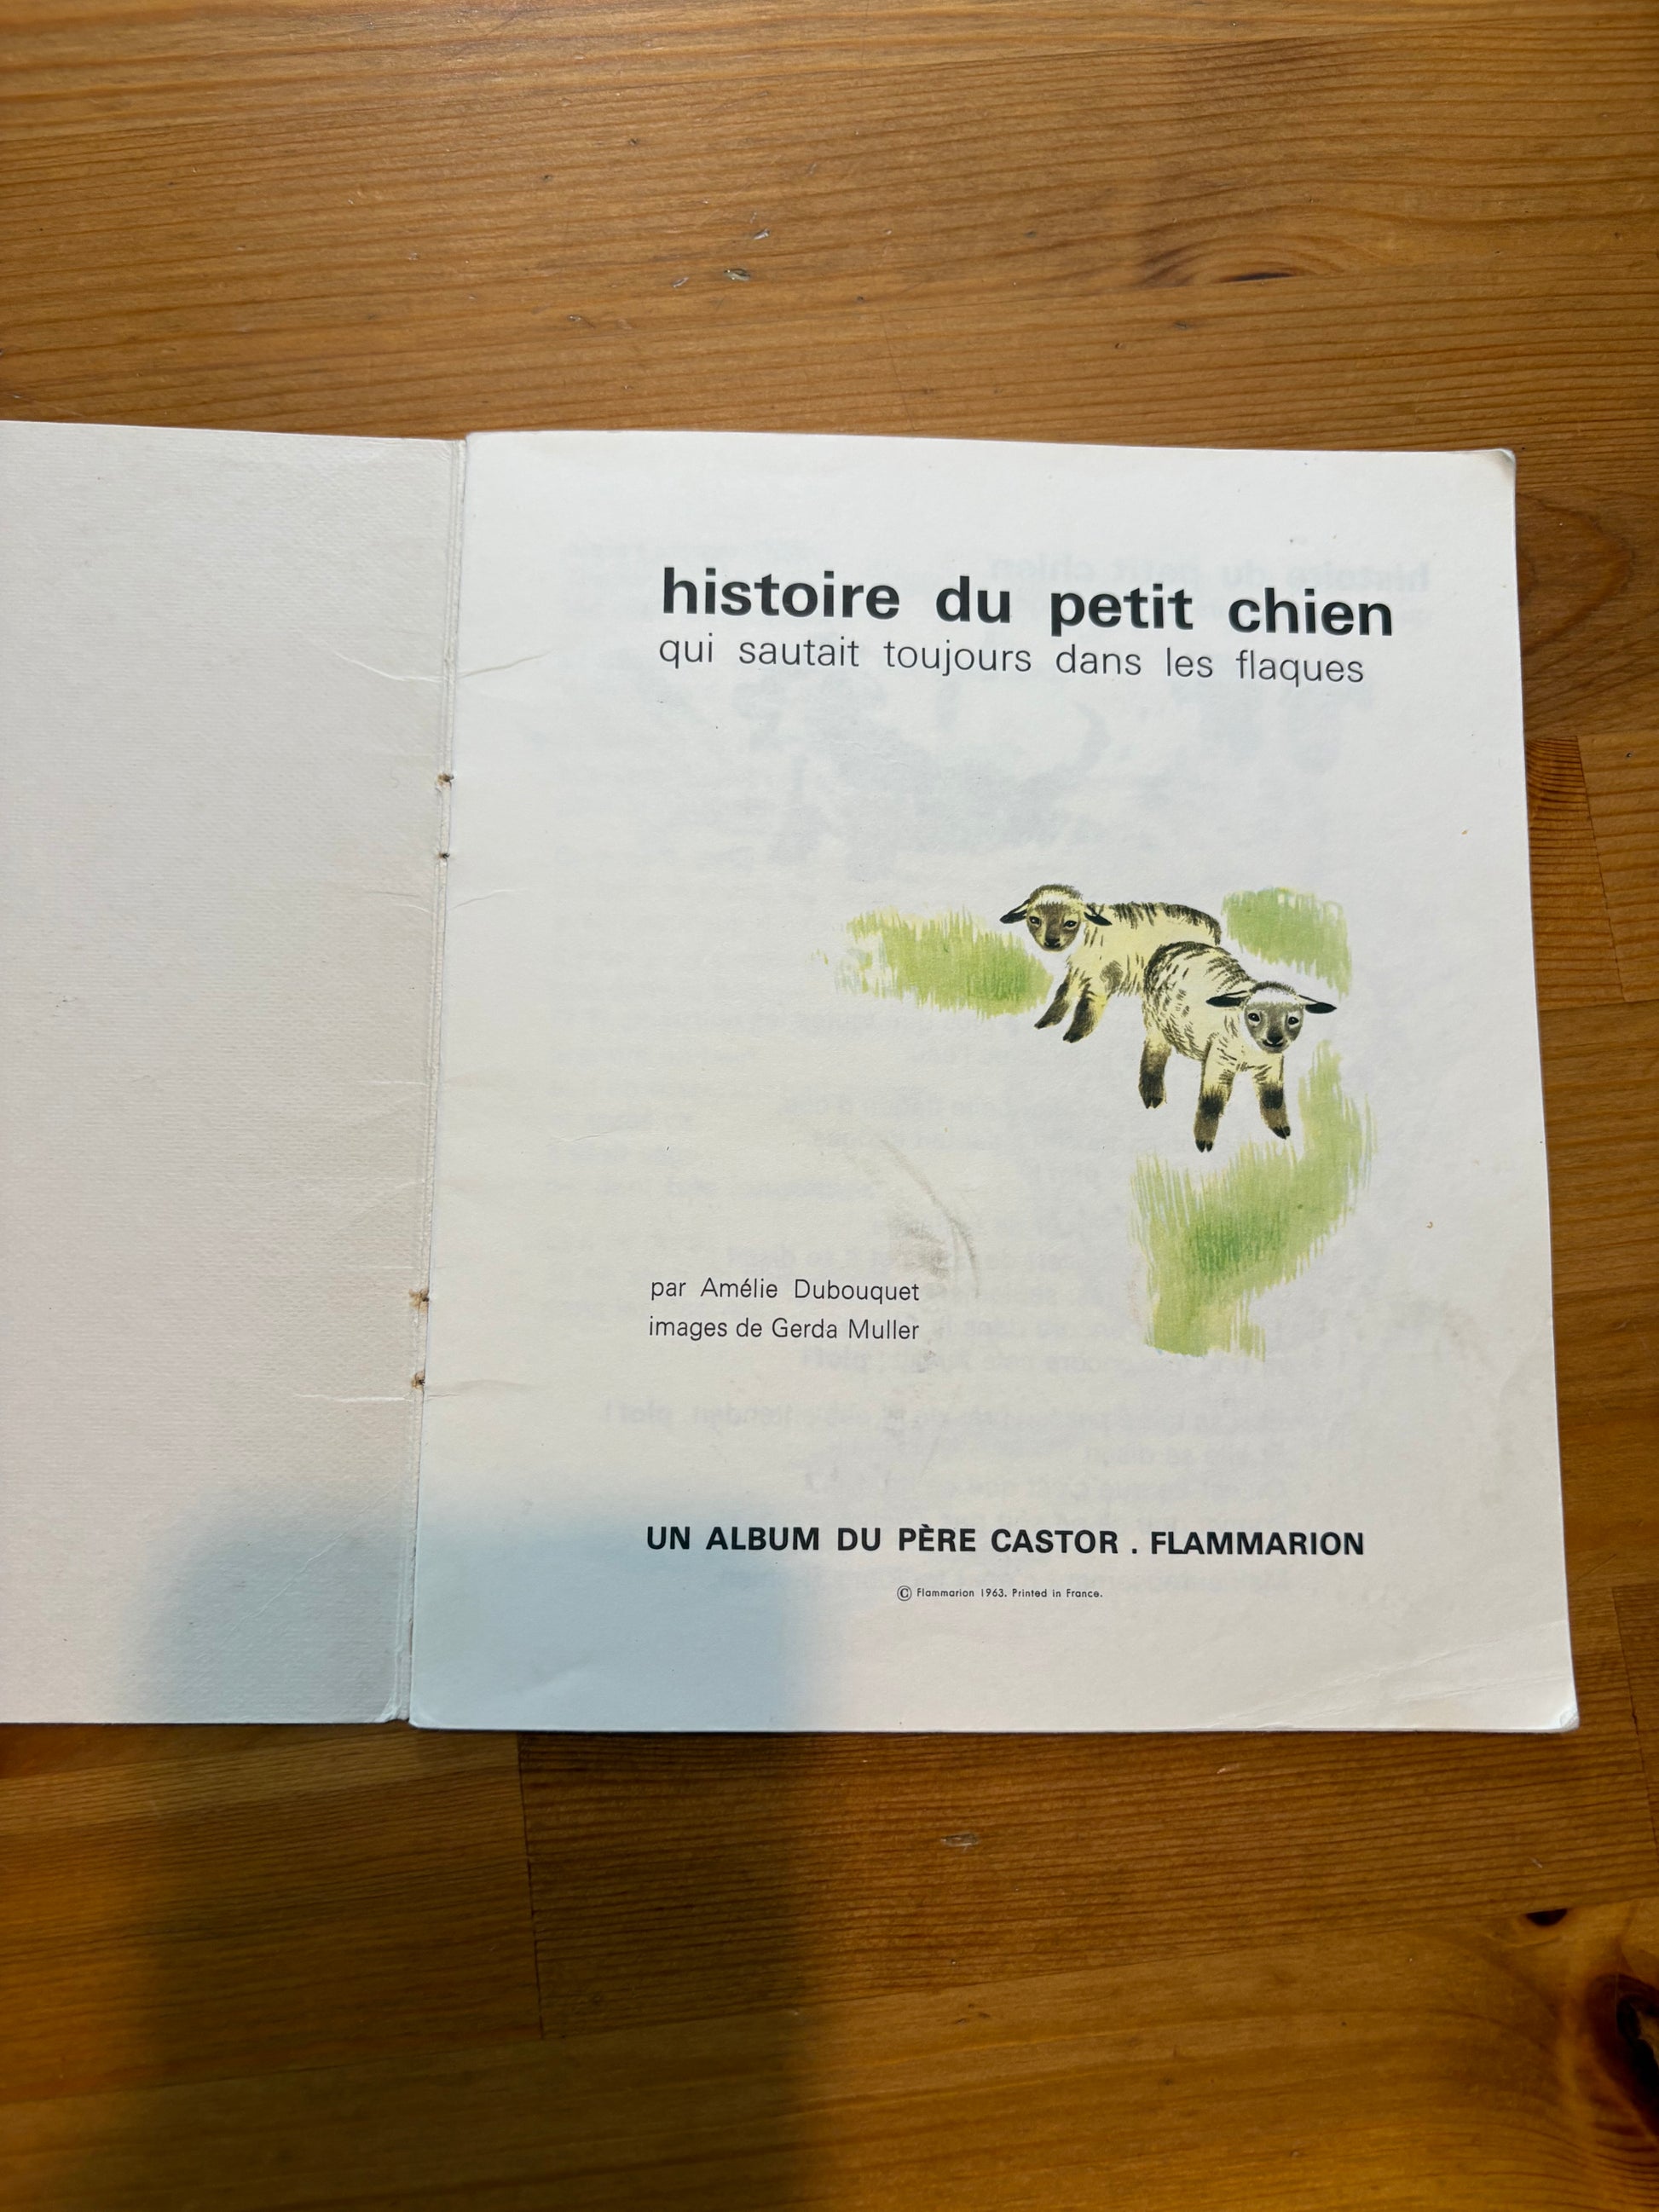 histoire du petit chien
qui sautait toujours dans les flaques
par Amélie Dubouquet
images de Gerda Muller
UN ALBUM DU PÈRE CASTOR . FLAMMARION
© Flammarion 1963. Printed in France.